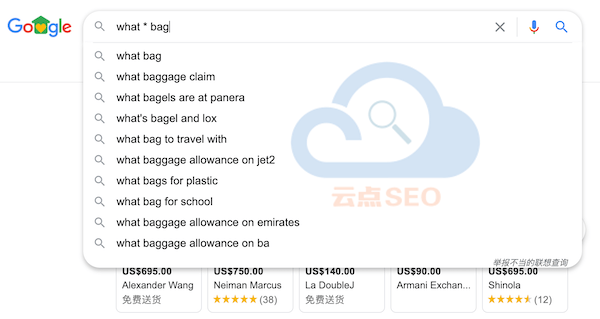 Google
what * bag
what bag
what baggage claim
what bagels are at panera
what's bagel and lox
what bag to travel with
what baggage allowance on jet2
what bags for plastic
what bag for school
what baggage allowance on emirates
what baggage allowance on ba
云点SEO
举报不当的联想查询
US$695.00 US$750.00 US$140.00 US$90.00 US$695.00
Alexander Wang Neiman Marcus La DoubleJ Armani Exchan... Shinola
免费送货 (38) 免费送货 (12)